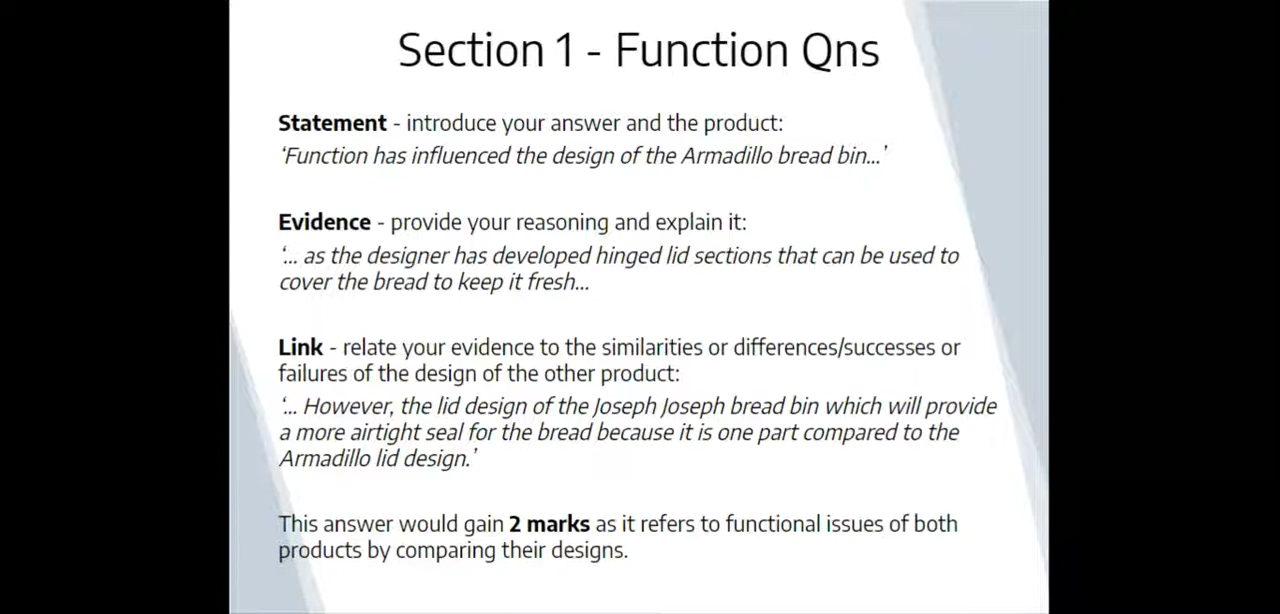 Section 1 - Function Qns
Statement - introduce your answer and the product:
‘Function has influenced the design of the Armadillo bread bin...’
Evidence - provide your reasoning and explain it:
‘... as the designer has developed hinged lid sections that can be used to
cover the bread to keep it fresh...
Link - relate your evidence to the similarities or differences/successes or
failures of the design of the other product:
‘... However, the lid design of the Joseph Joseph bread bin which will provide
a more airtight seal for the bread because it is one part compared to the
Armadillo lid design.’
This answer would gain 2 marks as it refers to functional issues of both
products by comparing their designs.